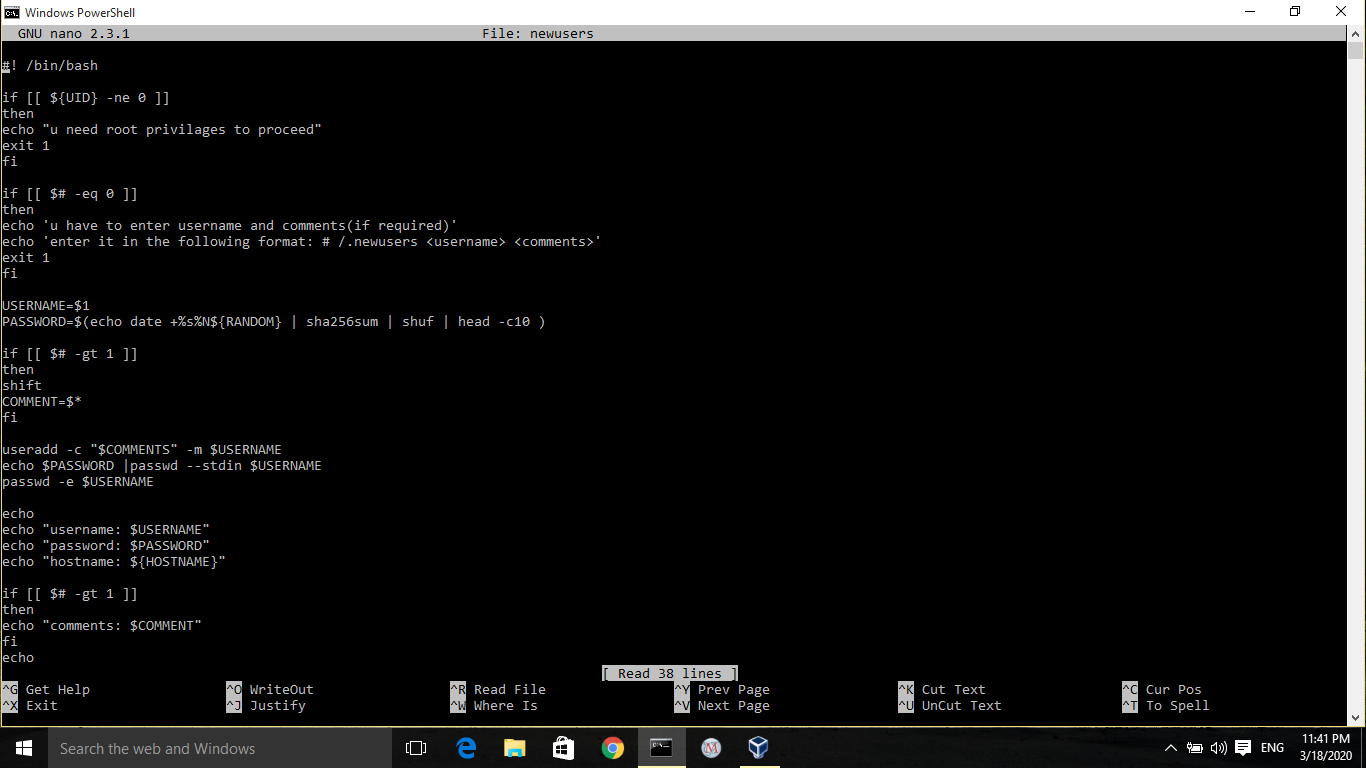 Windows PowerShell
GNU nano 2.3.1 File: newusers
#! /bin/bash
if [[ ${UID} -ne 0 ]]
then
echo "u need root privilages to proceed"
exit 1
fi
if [[ $# -eq 0 ]]
then
echo 'u have to enter username and comments(if required)'
echo 'enter it in the following format: # /.newusers <username> <comments>'
exit 1
fi
USERNAME=$1
PASSWORD=$(echo date +%s%N${RANDOM} | sha256sum | shuf | head -c10 )
if [[ $# -gt 1 ]]
then
shift
COMMENT=$*
fi
useradd -c "$COMMENTS" -m $USERNAME
echo $PASSWORD |passwd --stdin $USERNAME
passwd -e $USERNAME
echo
echo "username: $USERNAME"
echo "password: $PASSWORD"
echo "hostname: ${HOSTNAME}"
if [[ $# -gt 1 ]]
then
echo "comments: $COMMENT"
fi
echo
[ Read 38 lines ]
^G Get Help ^O WriteOut ^R Read File ^Y Prev Page ^K Cut Text ^C Cur Pos
^X Exit ^J Justify ^W Where Is ^V Next Page ^U UnCut Text ^T To Spell
Search the web and Windows
ENG
11:41 PM
3/18/2020